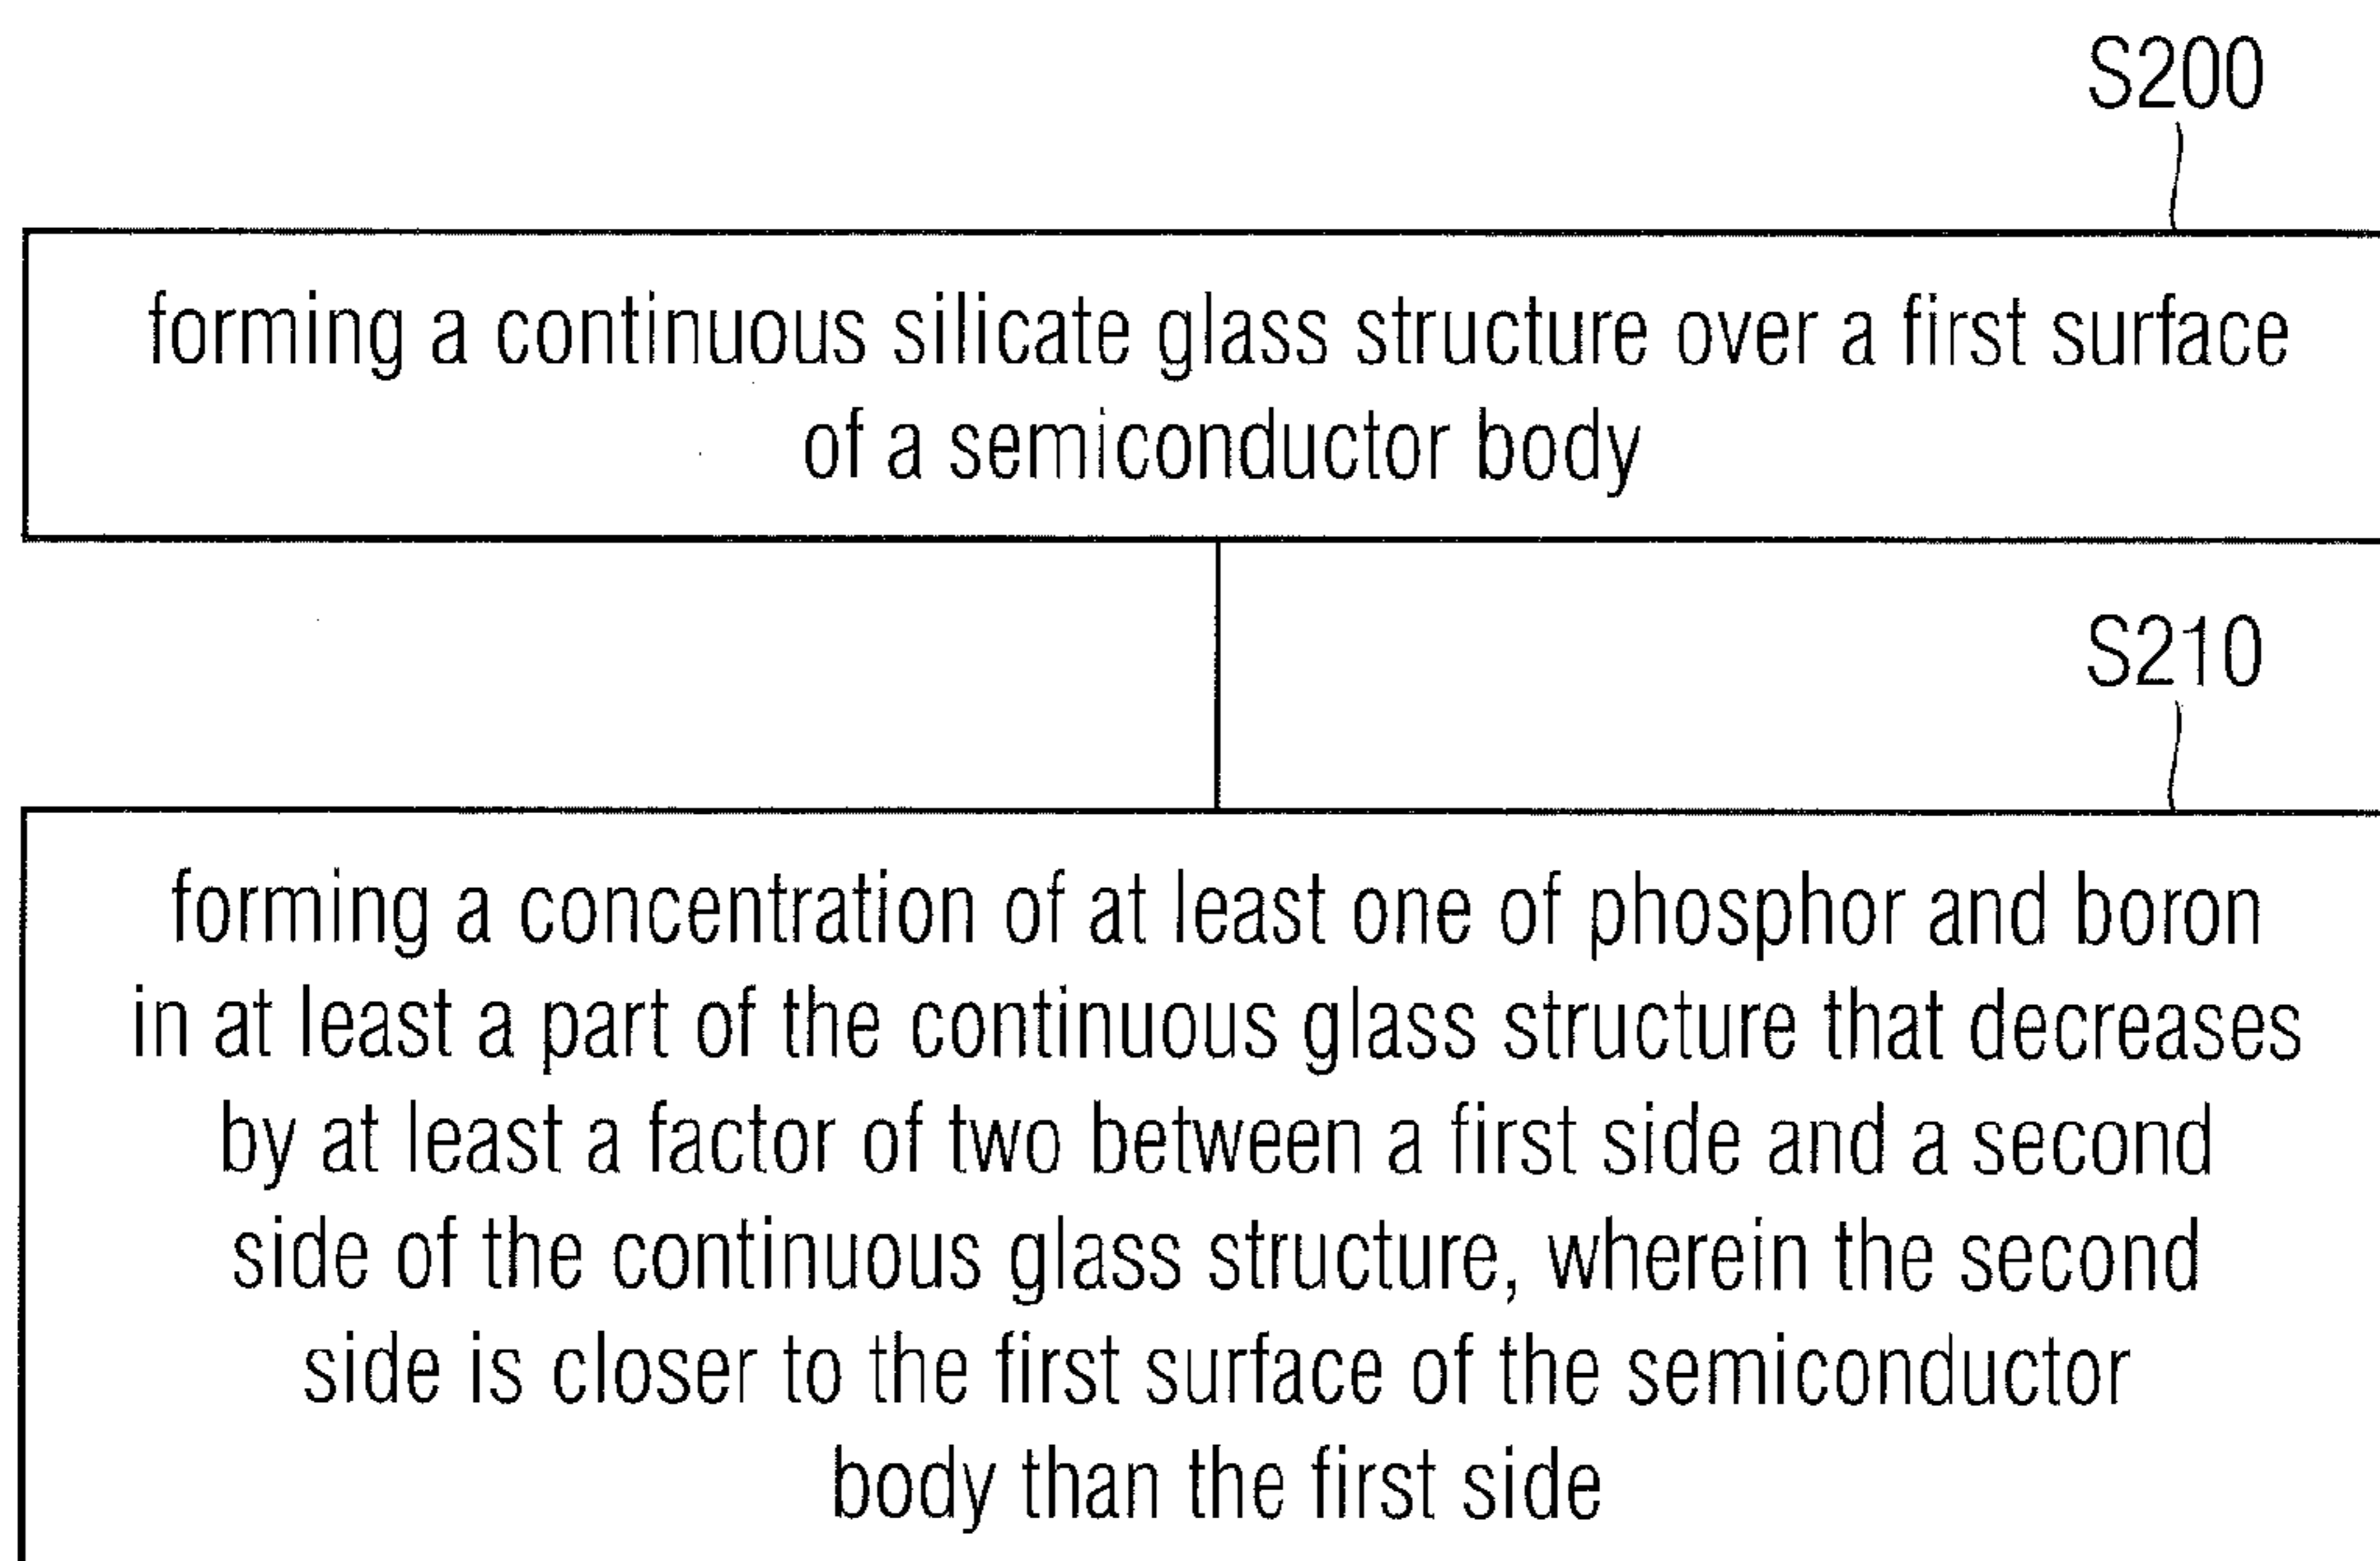 S200
forming a continuous silicate glass structure over a first surface
of a semiconductor body
S210
forming a concentration of at least one of phosphor and boron
in at least a part of the continuous glass structure that decreases
by at least a factor of two between a first side and a second
side of the continuous glass structure, wherein the second
side is closer to the first surface of the semiconductor
body than the first side